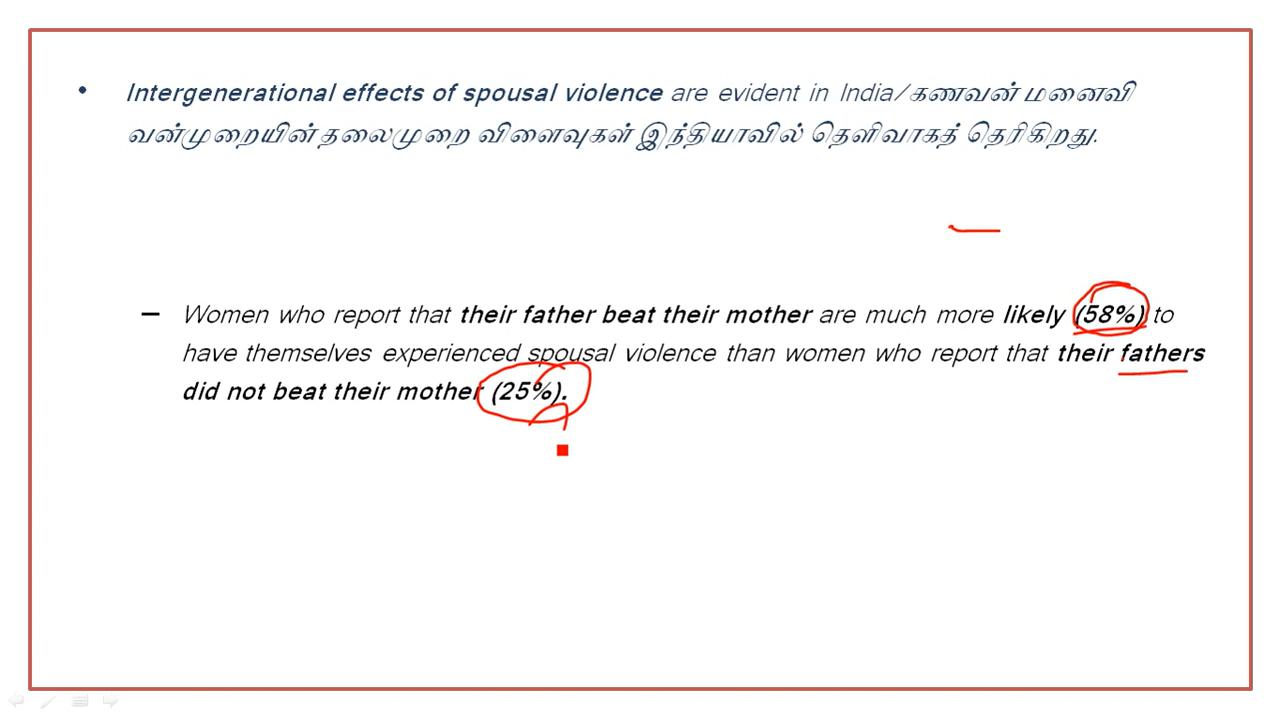 • Intergenerational effects of spousal violence are evident in India/கணவன் மனைவி
வன்முறையின் தலைமுறை விளைவுகள் இந்தியாவில் தெளிவாகத் தெரிகிறது.
– Women who report that their father beat their mother are much more likely (58%) to
have themselves experienced spousal violence than women who report that their fathers
did not beat their mother (25%).